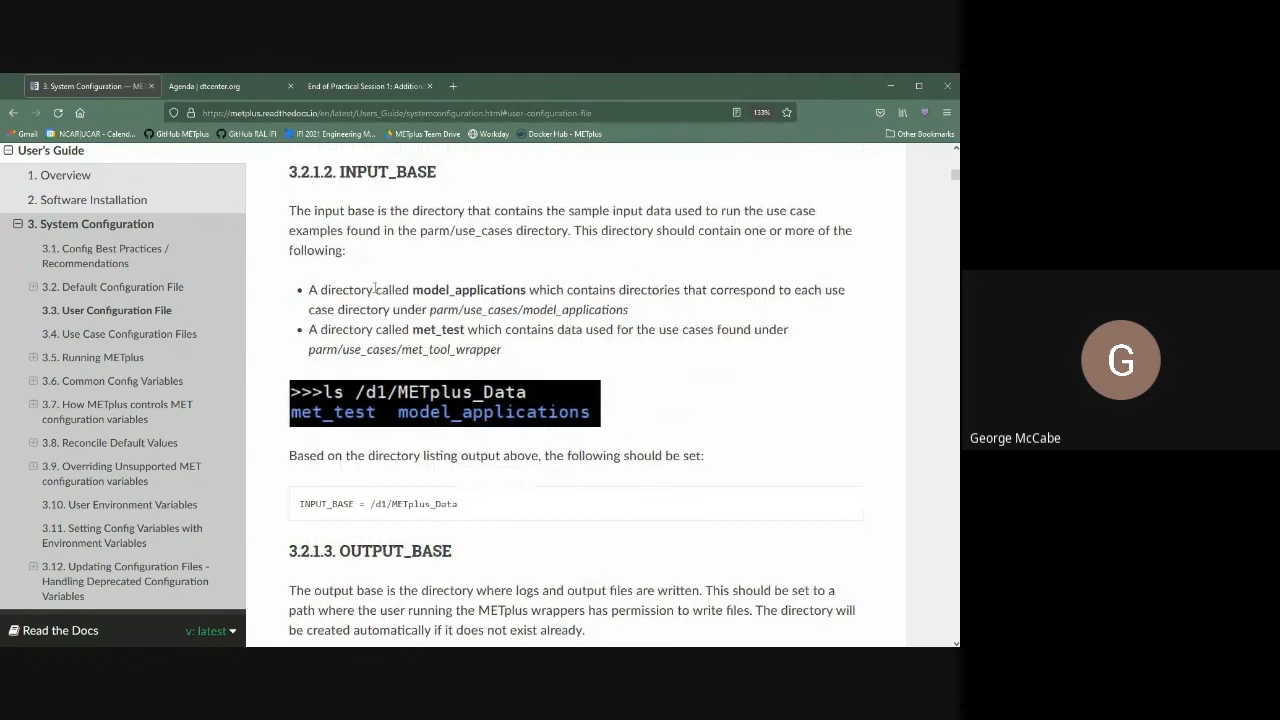 3. System Configuration — ME
Agenda | dtcenter.org
End of Practical Session 1: Addition
https://metplus.readthedocs.io/en/latest/Users_Guide/systemconfiguration.html#user-configuration-file
133%
Gmail
NCAR|UCAR - Calend...
GitHub METplus
GitHub RAL IFI
IFI 2021 Engineering M...
METplus Team Drive
Workday
Docker Hub - METplus
Other Bookmarks
User's Guide
1. Overview
2. Software Installation
3. System Configuration
3.1. Config Best Practices /
Recommendations
3.2. Default Configuration File
3.3. User Configuration File
3.4. Use Case Configuration Files
3.5. Running METplus
3.6. Common Config Variables
3.7. How METplus controls MET
configuration variables
3.8. Reconcile Default Values
3.9. Overriding Unsupported MET
configuration variables
3.10. User Environment Variables
3.11. Setting Config Variables with
Environment Variables
3.12. Updating Configuration Files -
Handling Deprecated Configuration
Variables
Read the Docs
v: latest
3.2.1.2. INPUT_BASE
The input base is the directory that contains the sample input data used to run the use case
examples found in the parm/use_cases directory. This directory should contain one or more of the
following:
• A directory called model_applications which contains directories that correspond to each use
case directory under parm/use_cases/model_applications
• A directory called met_test which contains data used for the use cases found under
parm/use_cases/met_tool_wrapper
>>>ls /d1/METplus_Data
met_test model_applications
Based on the directory listing output above, the following should be set:
INPUT_BASE = /d1/METplus_Data
3.2.1.3. OUTPUT_BASE
The output base is the directory where logs and output files are written. This should be set to a
path where the user running the METplus wrappers has permission to write files. The directory will
be created automatically if it does not exist already.
G
George McCabe